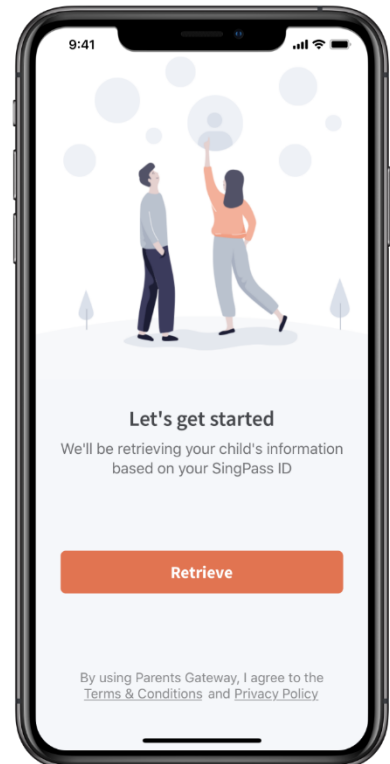 9:41
Let's get started
We'll be retrieving your child's information
based on your SingPass ID
Retrieve
By using Parents Gateway, I agree to the
Terms & Conditions and Privacy Policy